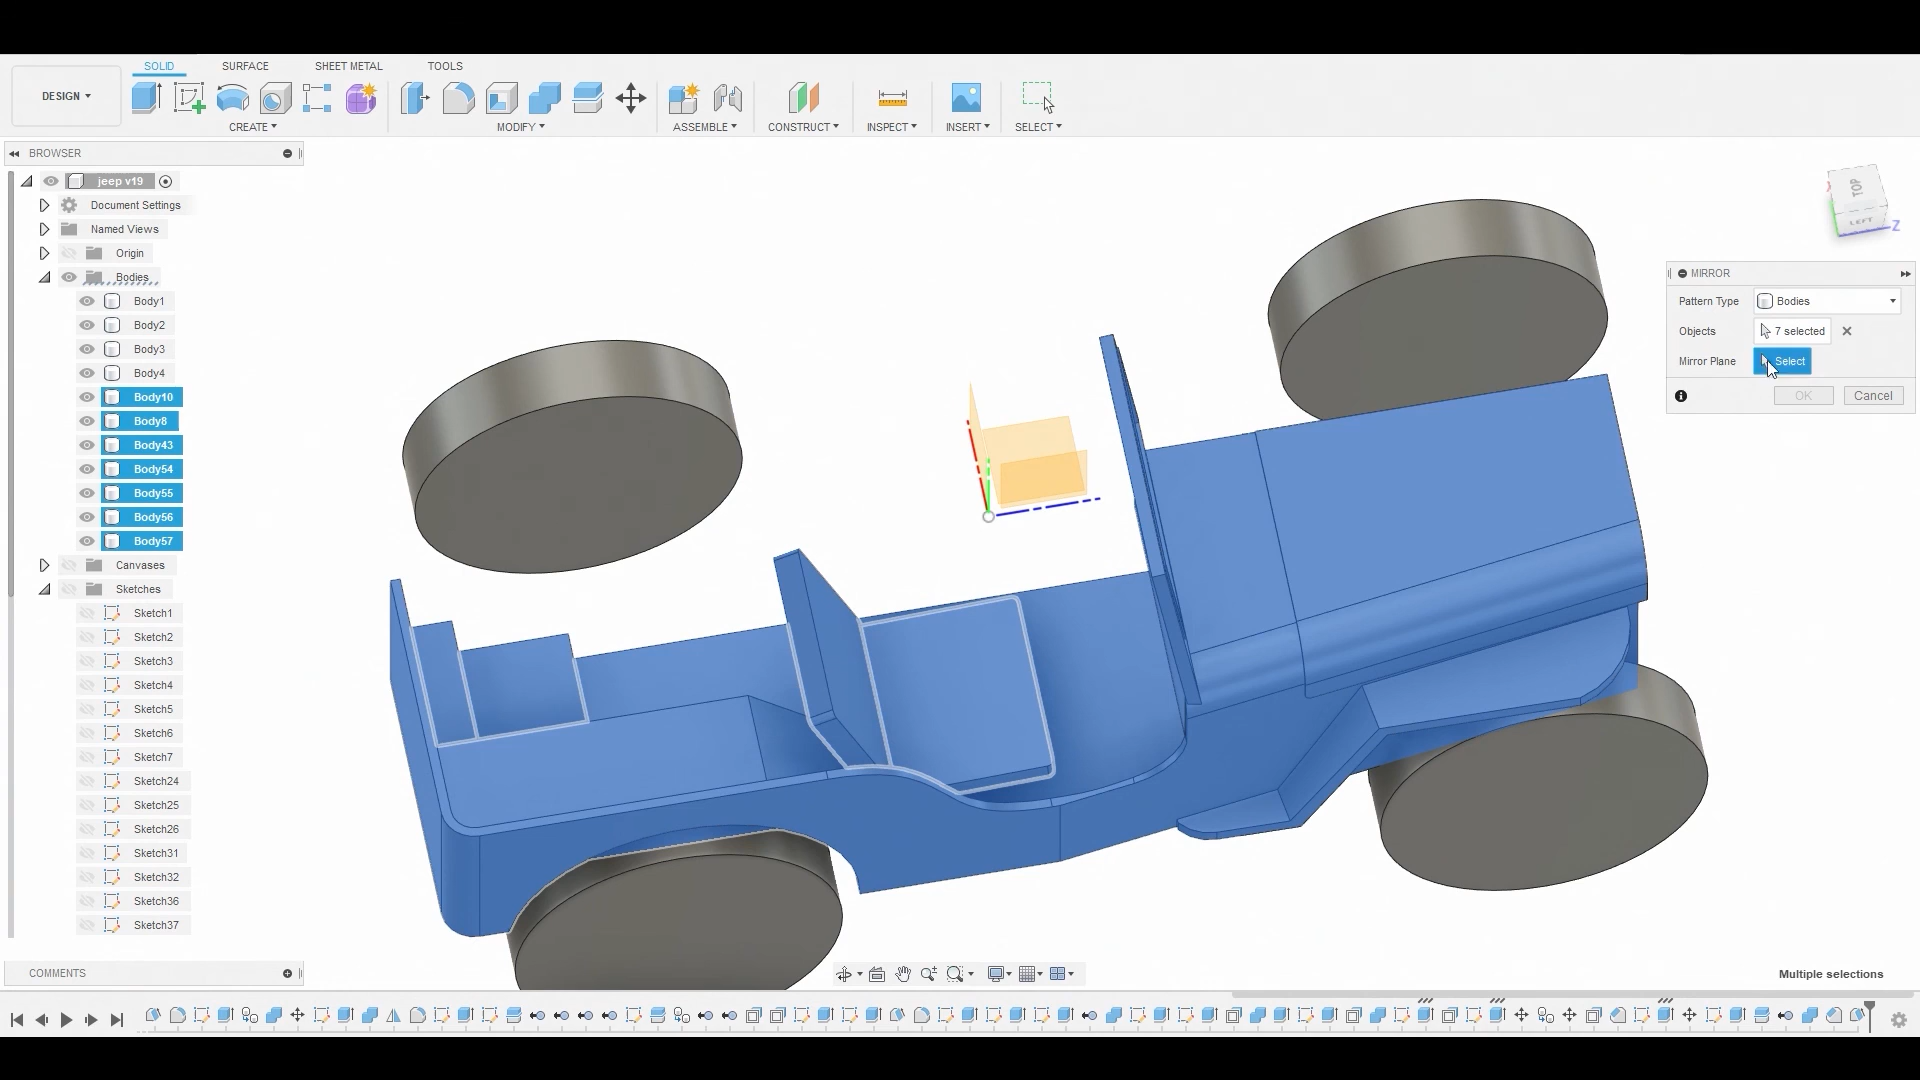 SOLID SURFACE SHEET METAL TOOLS
DESIGN
CREATE MODIFY ASSEMBLE CONSTRUCT INSPECT INSERT SELECT
BROWSER
jeep v19
Document Settings
Named Views
Origin
Bodies
Body1
Body2
Body3
Body4
Body10
Body8
Body43
Body54
Body55
Body56
Body57
Canvases
Sketches
Sketch1
Sketch2
Sketch3
Sketch4
Sketch5
Sketch6
Sketch7
Sketch24
Sketch25
Sketch26
Sketch31
Sketch32
Sketch36
Sketch37
COMMENTS
TOP
LEFT
Z
MIRROR
Pattern Type Bodies
Objects 7 selected
Mirror Plane Select
OK Cancel
Multiple selections